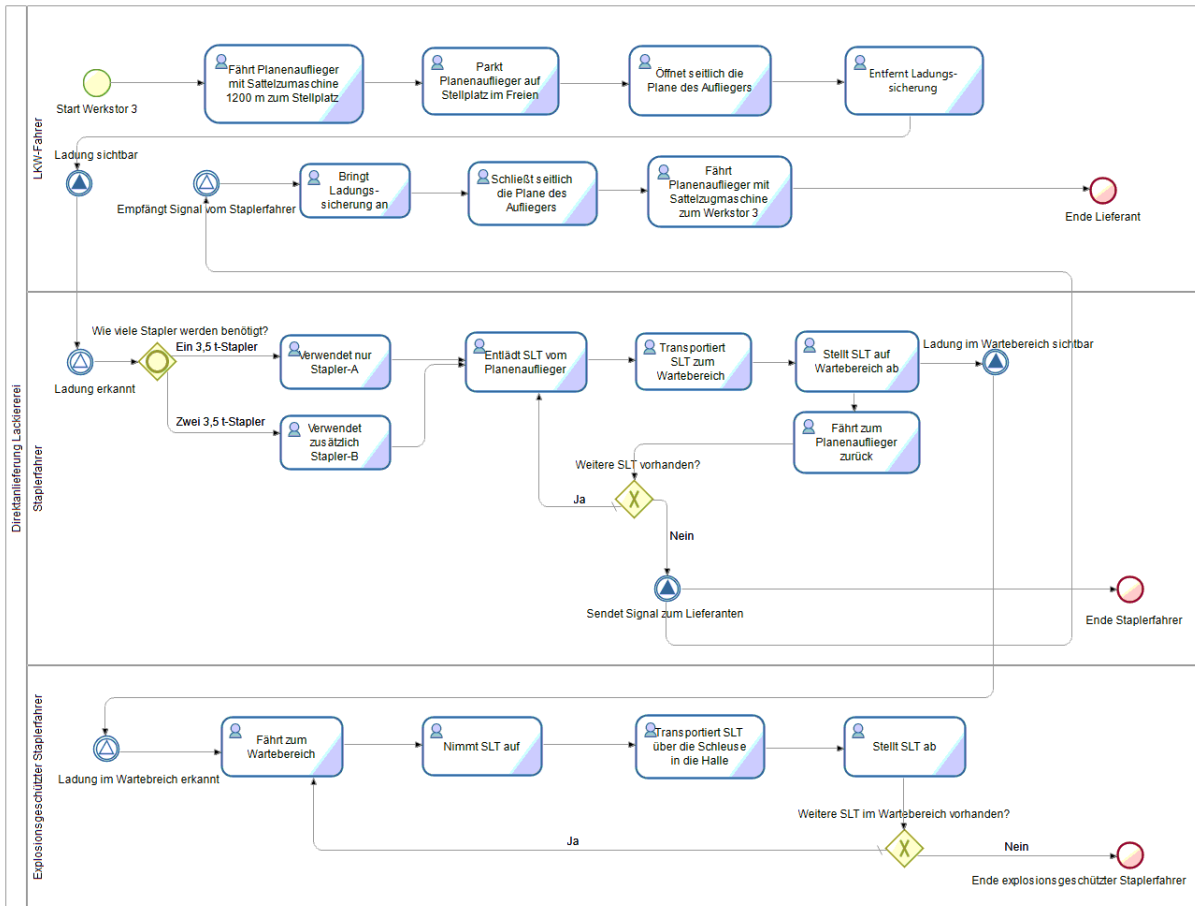 Direktanlieferung Lackiererei
LKW-Fahrer
Start Werkstor 3
Fährt Planenauflieger
mit Sattelzumaschine
1200 m zum Stellplatz
Parkt
Planenauflieger auf
Stellplatz im Freien
Öffnet seitlich die
Plane des Aufliegers
Entfernt Ladungs-
sicherung
Ladung sichtbar
Empfängt Signal vom Staplerfahrer
Bringt
Ladungs-
sicherung an
Schließt seitlich
die Plane des
Aufliegers
Fährt
Planenauflieger mit
Sattelzugmaschine
zum Werkstor 3
Ende Lieferant
Staplerfahrer
Ladung erkannt
Wie viele Stapler werden benötigt?
Ein 3,5 t-Stapler
Zwei 3,5 t-Stapler
Verwendet nur
Stapler-A
Verwendet
zusätzlich
Stapler-B
Entlädt SLT vom
Planenauflieger
Transportiert
SLT zum
Wartebereich
Stellt SLT auf
Wartebereich ab
Ladung im Wartebereich sichtbar
Fährt zum
Planenauflieger
zurück
Weitere SLT vorhanden?
Ja
Nein
Sendet Signal zum Lieferanten
Ende Staplerfahrer
Explosionsgeschützter Staplerfahrer
Ladung im Wartebreich erkannt
Fährt zum
Wartebereich
Nimmt SLT auf
Transportiert SLT
über die Schleuse
in die Halle
Stellt SLT ab
Weitere SLT im Wartebereich vorhanden?
Ja
Nein
Ende explosionsgeschützter Staplerfahrer